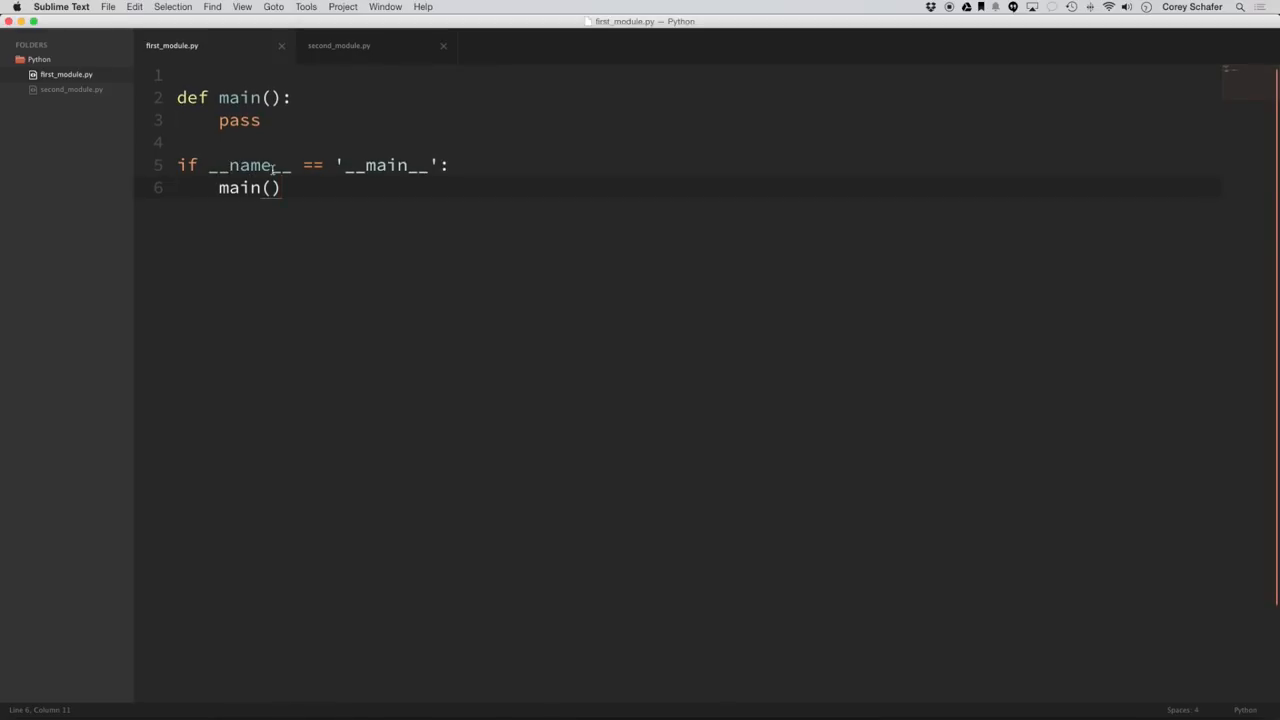 Sublime Text File Edit Selection Find View Goto Tools Project Window Help Corey Schafer
first_module.py — Python
FOLDERS
Python
first_module.py
second_module.py
first_module.py second_module.py
1
2 def main():
3 pass
4
5 if __name__ == '__main__':
6 main()
Line 6, Column 11 Spaces: 4 Python